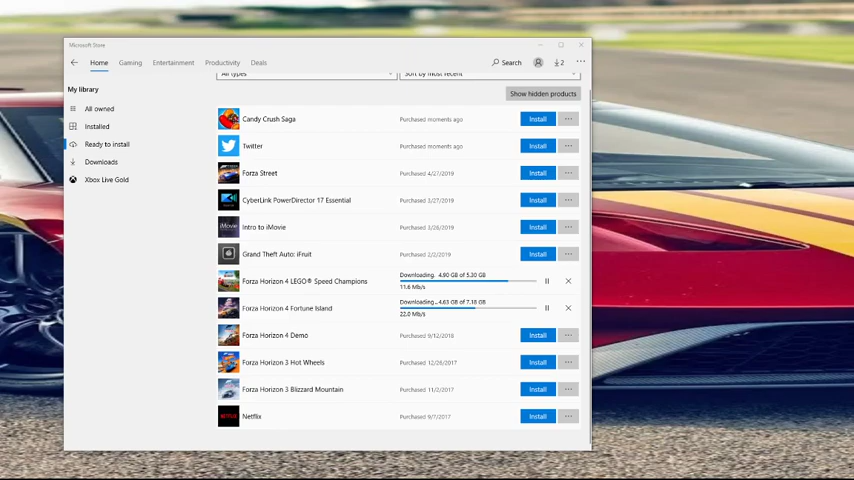 Microsoft Store
Home Gaming Entertainment Productivity Deals Search 2
My library
All types Sort by most recent
Show hidden products
All owned
Installed
Ready to install
Downloads
Xbox Live Gold
Candy Crush Saga Purchased moments ago Install
Twitter Purchased moments ago Install
Forza Street Purchased 4/27/2019 Install
CyberLink PowerDirector 17 Essential Purchased 3/27/2019 Install
iMovie Intro to iMovie Purchased 3/26/2019 Install
Grand Theft Auto: iFruit Purchased 2/2/2019 Install
Forza Horizon 4 LEGO® Speed Champions Downloading. 4.90 GB of 5.30 GB
11.6 Mb/s
Forza Horizon 4 Fortune Island Downloading... 4.63 GB of 7.18 GB
22.0 Mb/s
Forza Horizon 4 Demo Purchased 9/12/2018 Install
Forza Horizon 3 Hot Wheels Purchased 12/26/2017 Install
Forza Horizon 3 Blizzard Mountain Purchased 11/2/2017 Install
NETFLIX Netflix Purchased 9/7/2017 Install